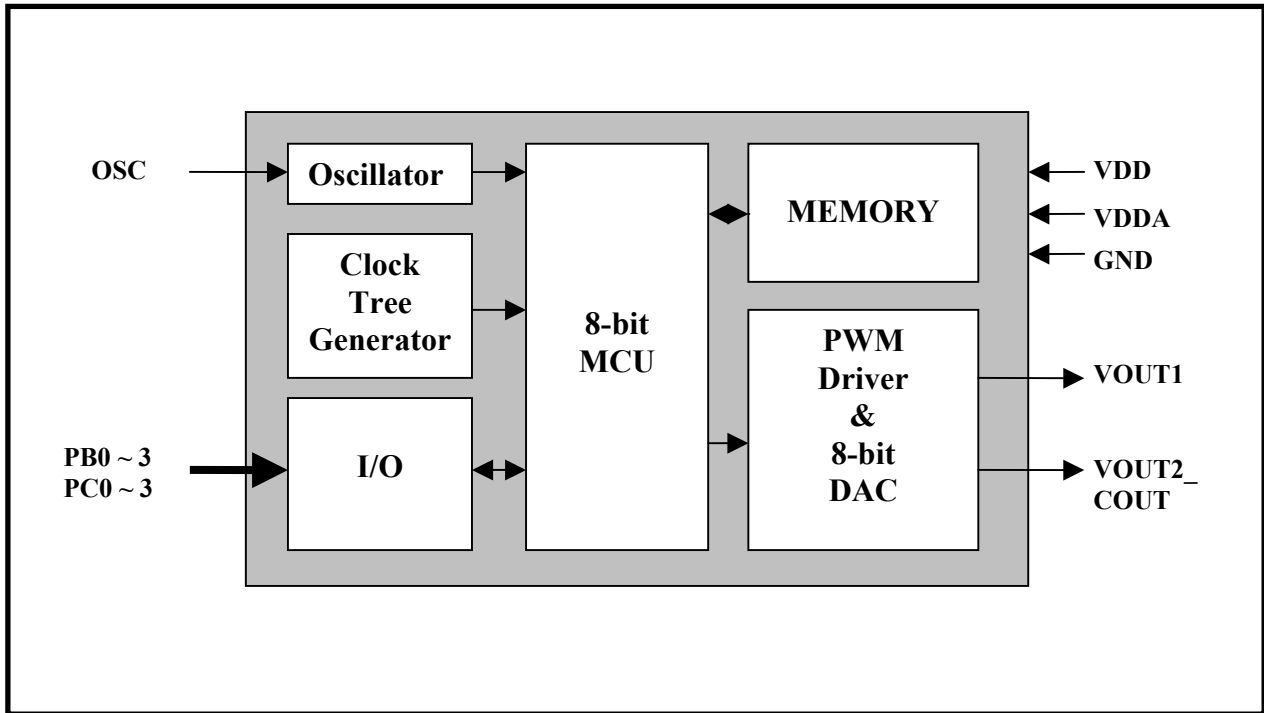 OSC
Oscillator
Clock
Tree
Generator
PB0 ~ 3
PC0 ~ 3
I/O
8-bit
MCU
MEMORY
PWM
Driver
&
8-bit
DAC
VDD
VDDA
GND
VOUT1
VOUT2_
COUT